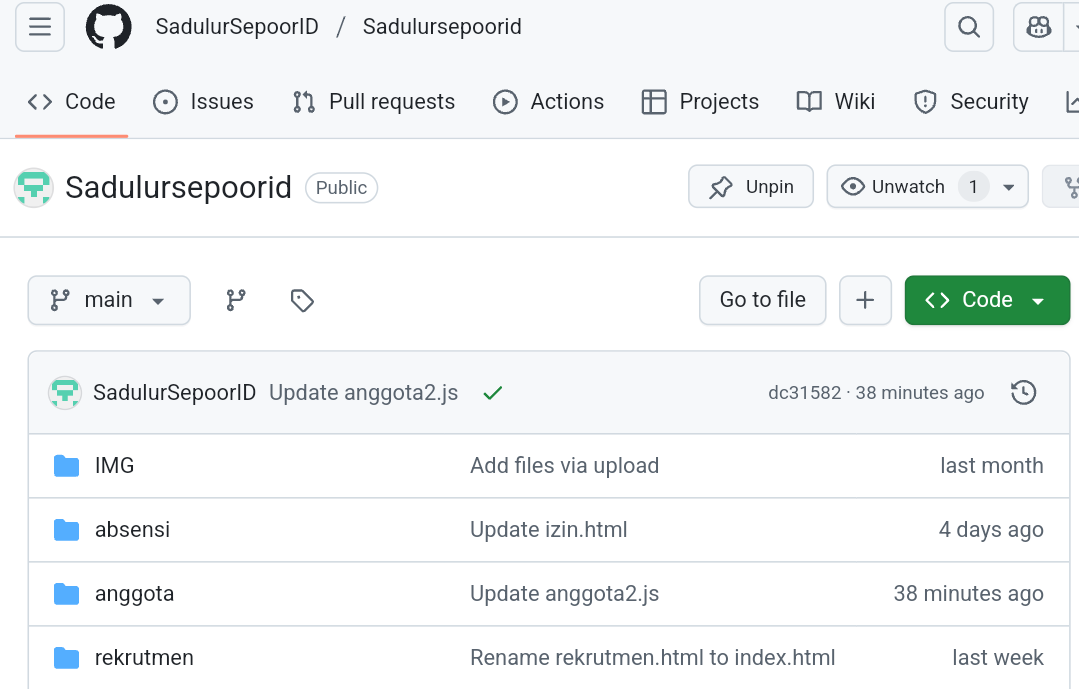 SadulurSepoorID / Sadulursepoorid
Code Issues Pull requests Actions Projects Wiki Security
Sadulursepoorid Public Unpin Unwatch 1
main Go to file Code
SadulurSepoorID Update anggota2.js dc31582 · 38 minutes ago
IMG Add files via upload last month
absensi Update izin.html 4 days ago
anggota Update anggota2.js 38 minutes ago
rekrutmen Rename rekrutmen.html to index.html last week